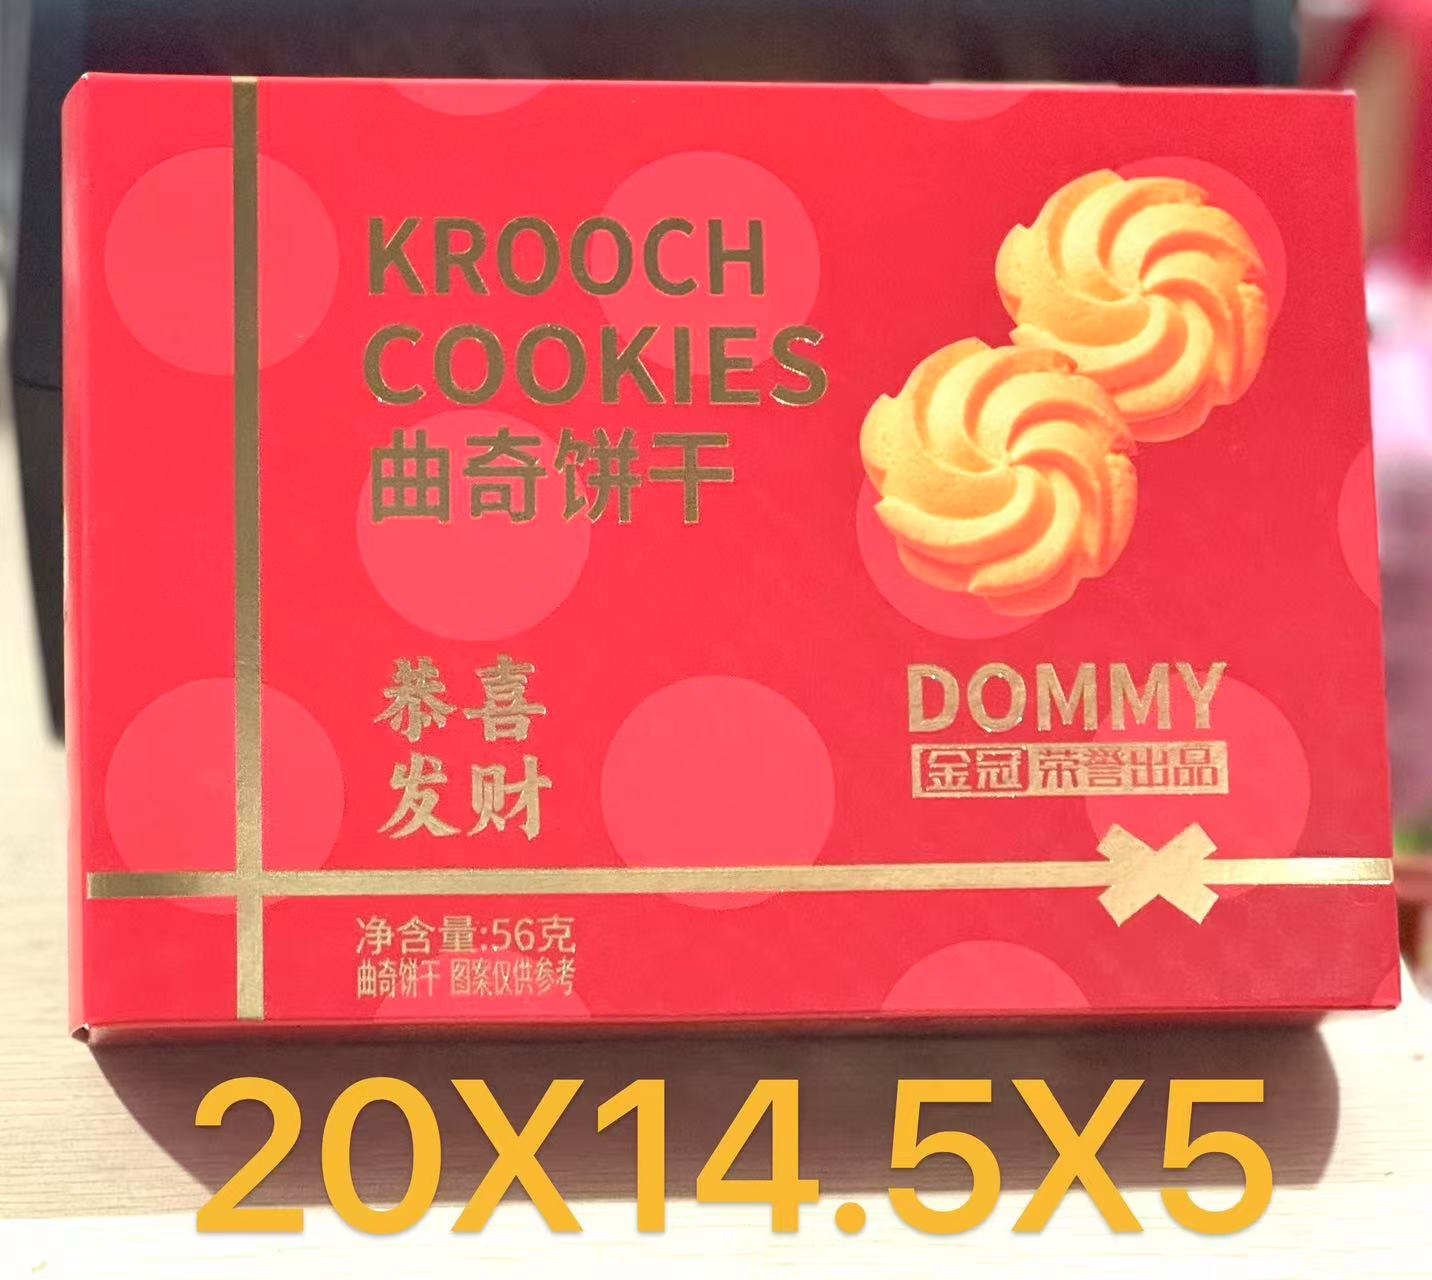 KROOCH
COOKIES
曲奇饼干
恭喜
发财
DOMMY
金冠 荣誉出品
净含量:56克
曲奇饼干 图案仅供参考
20X14.5X5